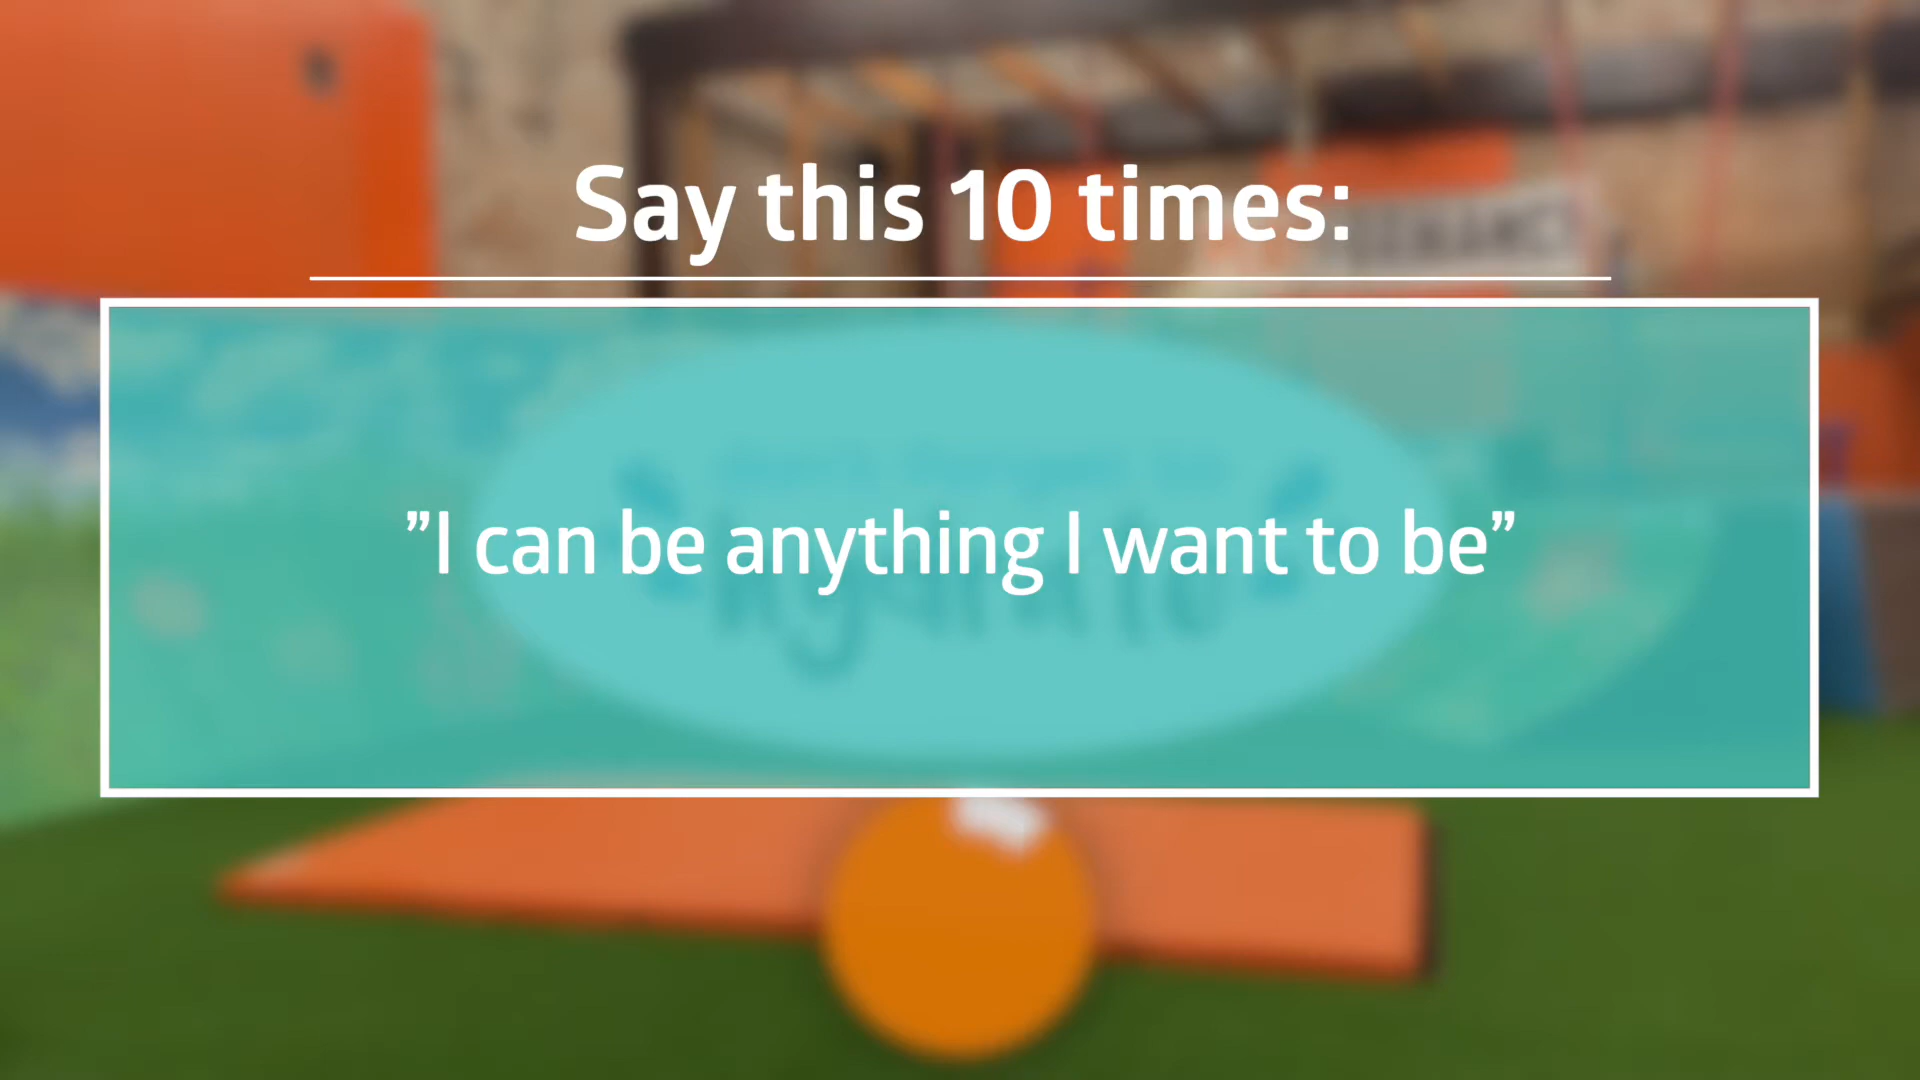 Say this 10 times:
”I can be anything I want to be”